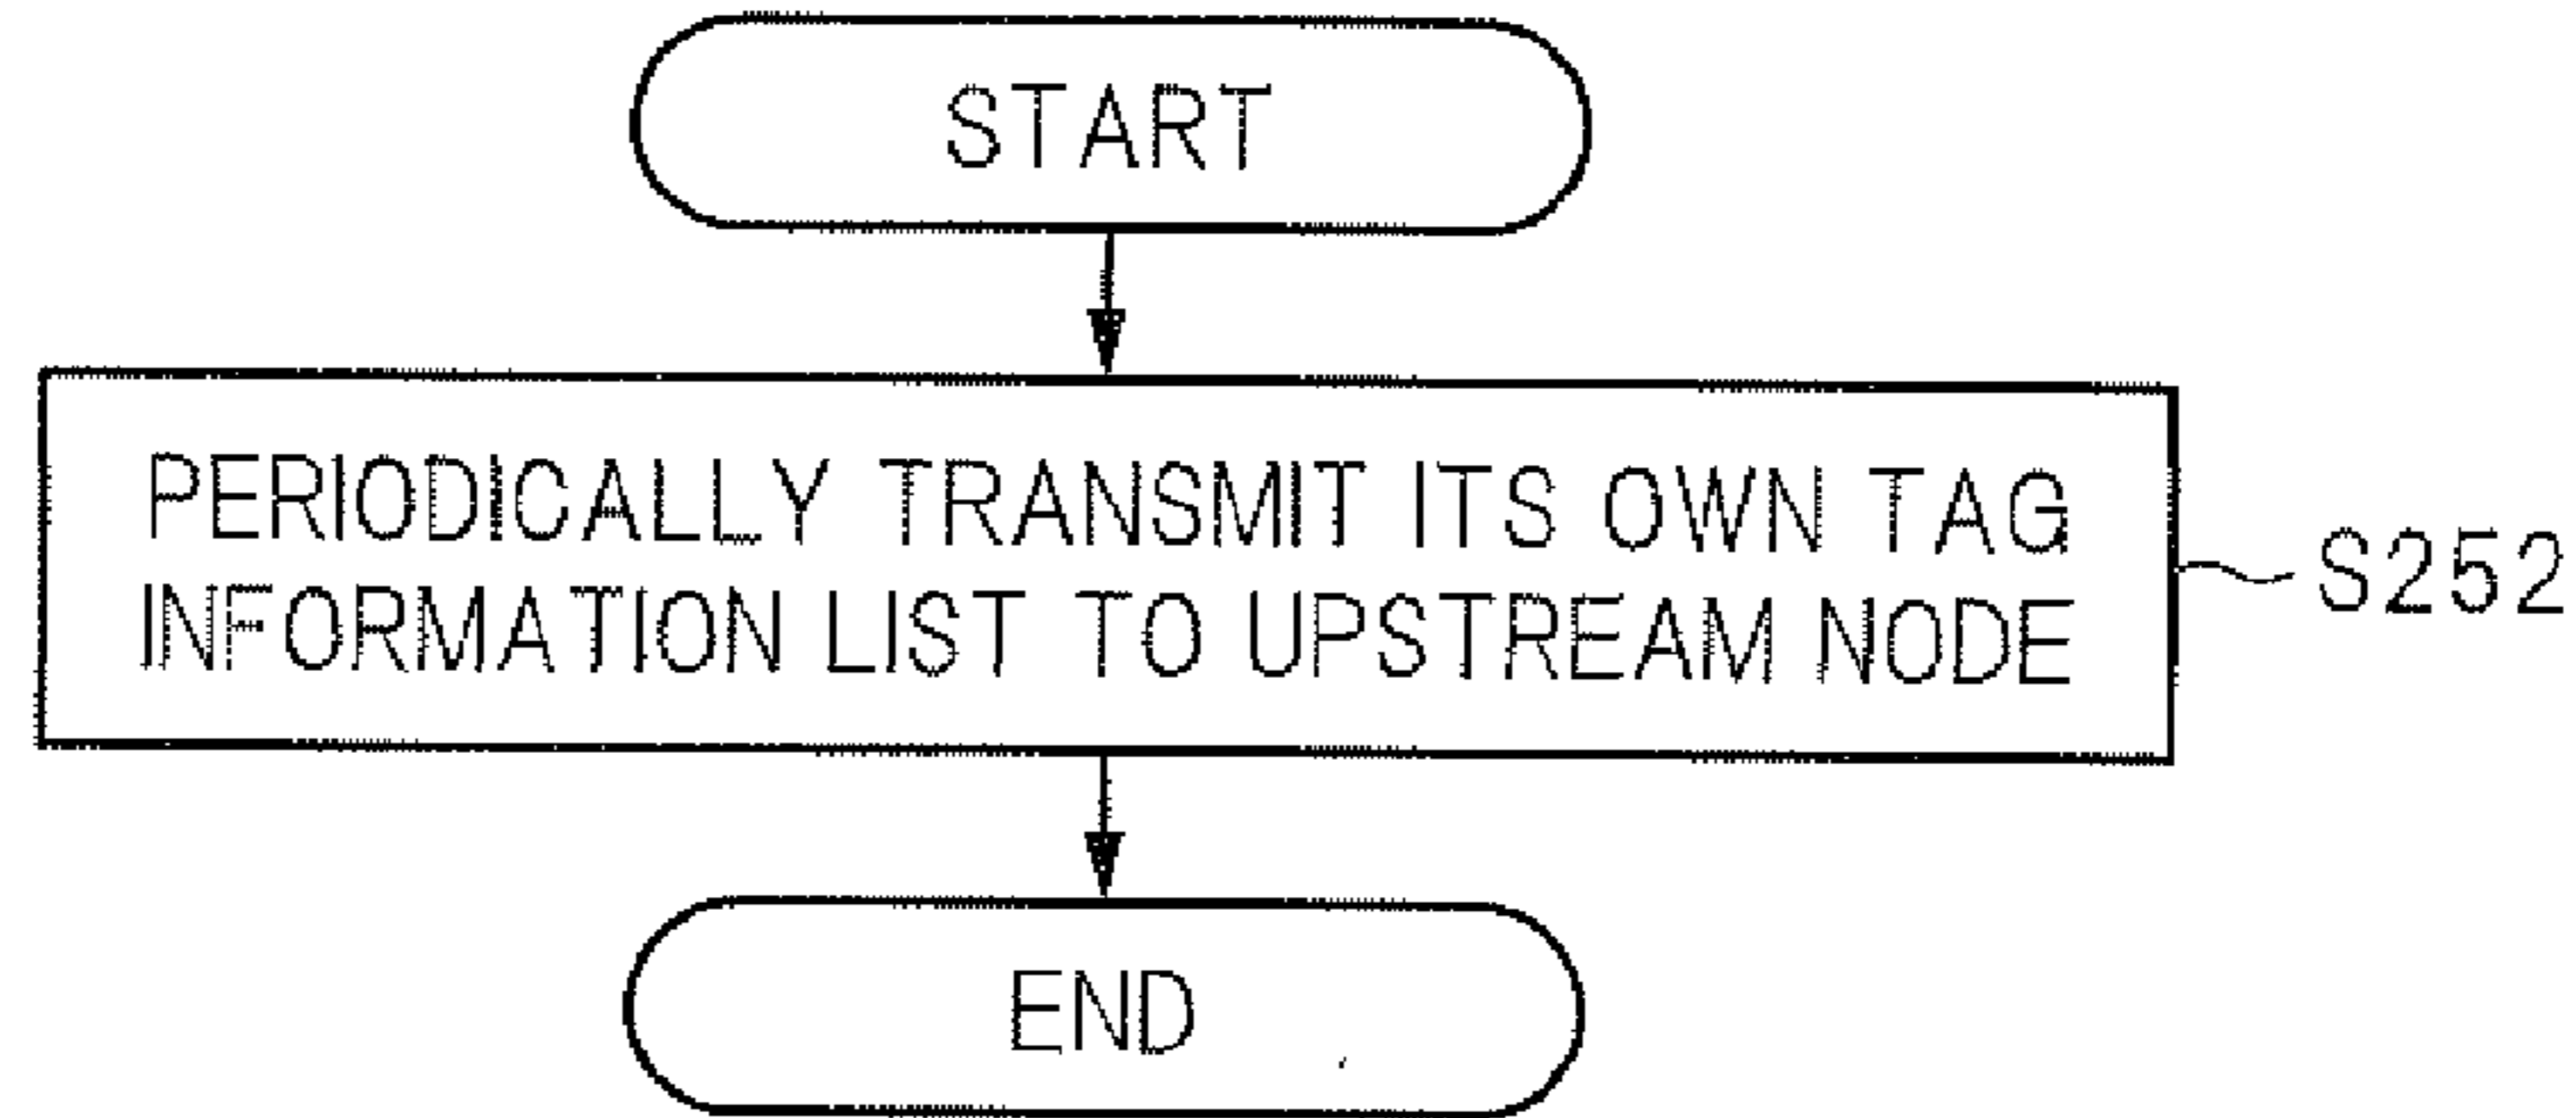 START
PERIODICALLY TRANSMIT ITS OWN TAG
INFORMATION LIST TO UPSTREAM NODE
S252
END